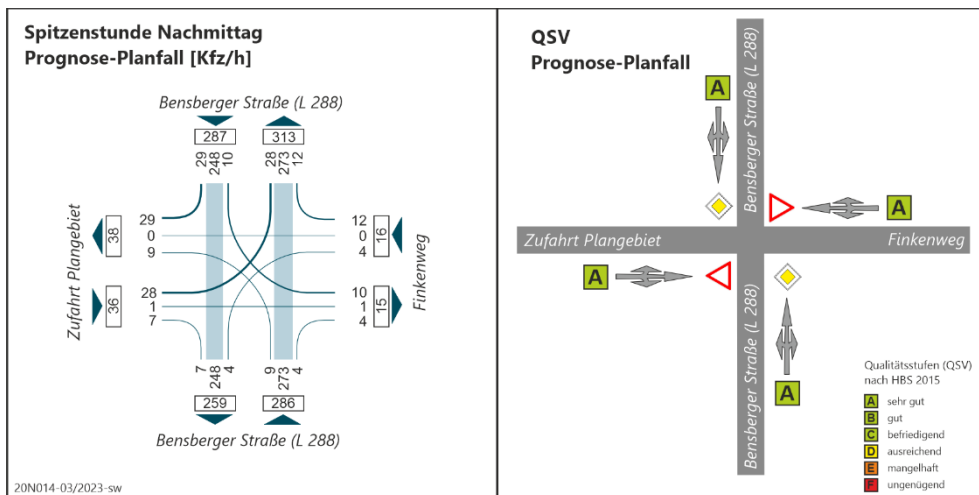 Spitzenstunde Nachmittag
Prognose-Planfall [Kfz/h]
Bensberger Straße (L 288)
287
313
29
248
10
28
273
12
29
0
9
38
Zufahrt Plangebiet
36
28
1
7
12
0
4
16
Finkenweg
15
10
1
4
7
248
4
9
273
4
259
286
Bensberger Straße (L 288)
20N014-03/2023-sw
QSV
Prognose-Planfall
A
Bensberger Straße (L 288)
A
Zufahrt Plangebiet
Finkenweg
A
Bensberger Straße (L 288)
A
Qualitätsstufen (QSV)
nach HBS 2015
A sehr gut
B gut
C befriedigend
D ausreichend
E mangelhaft
F ungenügend